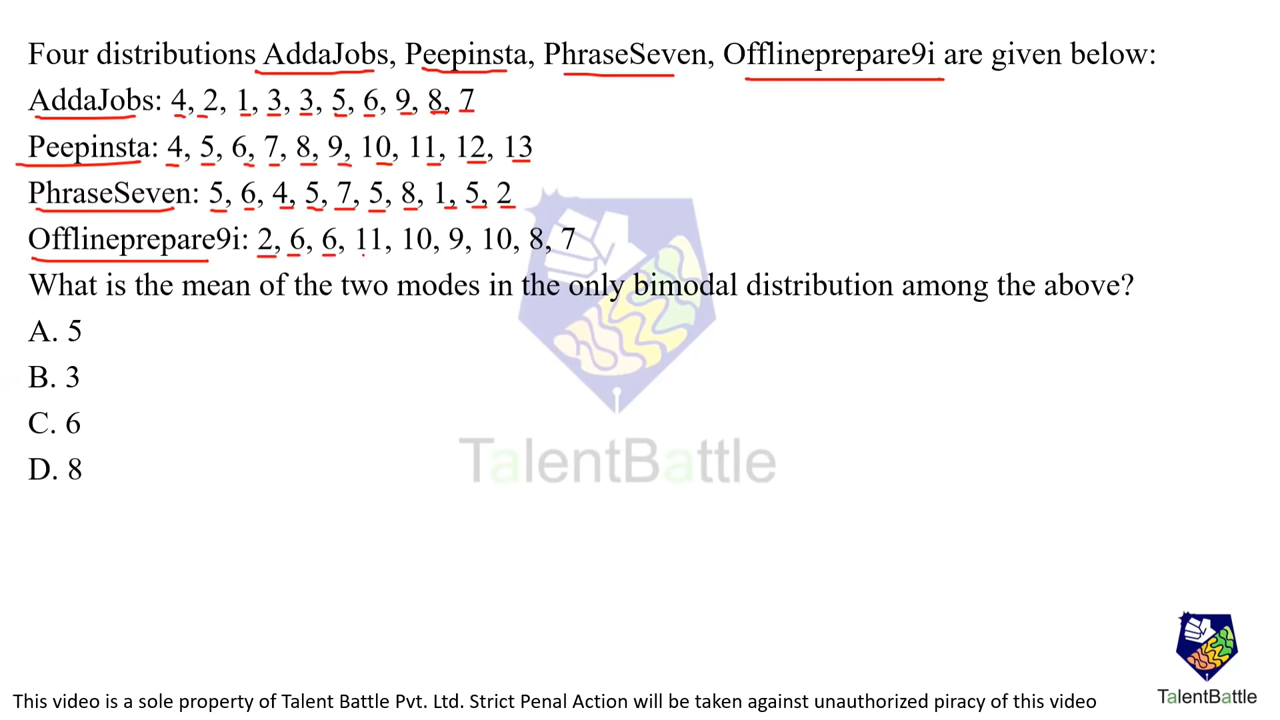 Four distributions AddaJobs, Peepinsta, PhraseSeven, Offlineprepare9i are given below:
AddaJobs: 4, 2, 1, 3, 3, 5, 6, 9, 8, 7
Peepinsta: 4, 5, 6, 7, 8, 9, 10, 11, 12, 13
PhraseSeven: 5, 6, 4, 5, 7, 5, 8, 1, 5, 2
Offlineprepare9i: 2, 6, 6, 11, 10, 9, 10, 8, 7
What is the mean of the two modes in the only bimodal distribution among the above?
A. 5
B. 3
C. 6
D. 8
TalentBattle
TalentBattle
This video is a sole property of Talent Battle Pvt. Ltd. Strict Penal Action will be taken against unauthorized piracy of this video